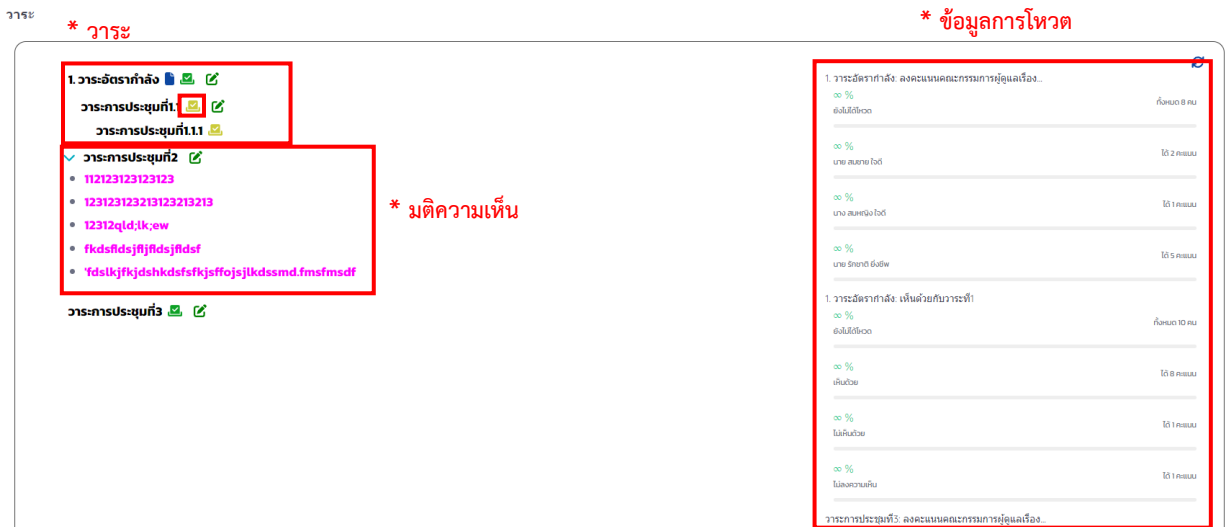 วาระ
* วาระ
* ข้อมูลการโหวต
1. วาระอัตรากำลัง
วาระการประชุมที่1.1
วาระการประชุมที่1.1.1
วาระการประชุมที่2
112123123123123
123123123213123213213
12312qld;lk;ew
fkdsfldsjfljfldsjfldsf
'fdslkjfkjdshkdsfsfkjsffojsjlkdssmd.fmsfmsdf
* มติความเห็น
วาระการประชุมที่3
1. วาระอัตรากำลัง: ลงคะแนนคณะกรรมการผู้ดูแลเรื่อง...
∞ %
ทั้งหมด 8 คน
ยังไม่ได้โหวด
∞ %
ได้ 2 คะแนน
นาย สมชาย ใจดี
∞ %
ได้ 1 คะแนน
นาง สมหญิง ใจดี
∞ %
ได้ 5 คะแนน
นาย รักชาติ ยิ่งชีพ
1. วาระอัตรากำลัง: เห็นด้วยกับวาระที่1
∞ %
ทั้งหมด 10 คน
ยังไม่ได้โหวด
∞ %
ได้ 8 คะแนน
เห็นด้วย
∞ %
ได้ 1 คะแนน
ไม่เห็นด้วย
∞ %
ได้ 1 คะแนน
ไม่ลงความเห็น
วาระการประชุมที่3: ลงคะแนนคณะกรรมการผู้ดูแลเรื่อง...